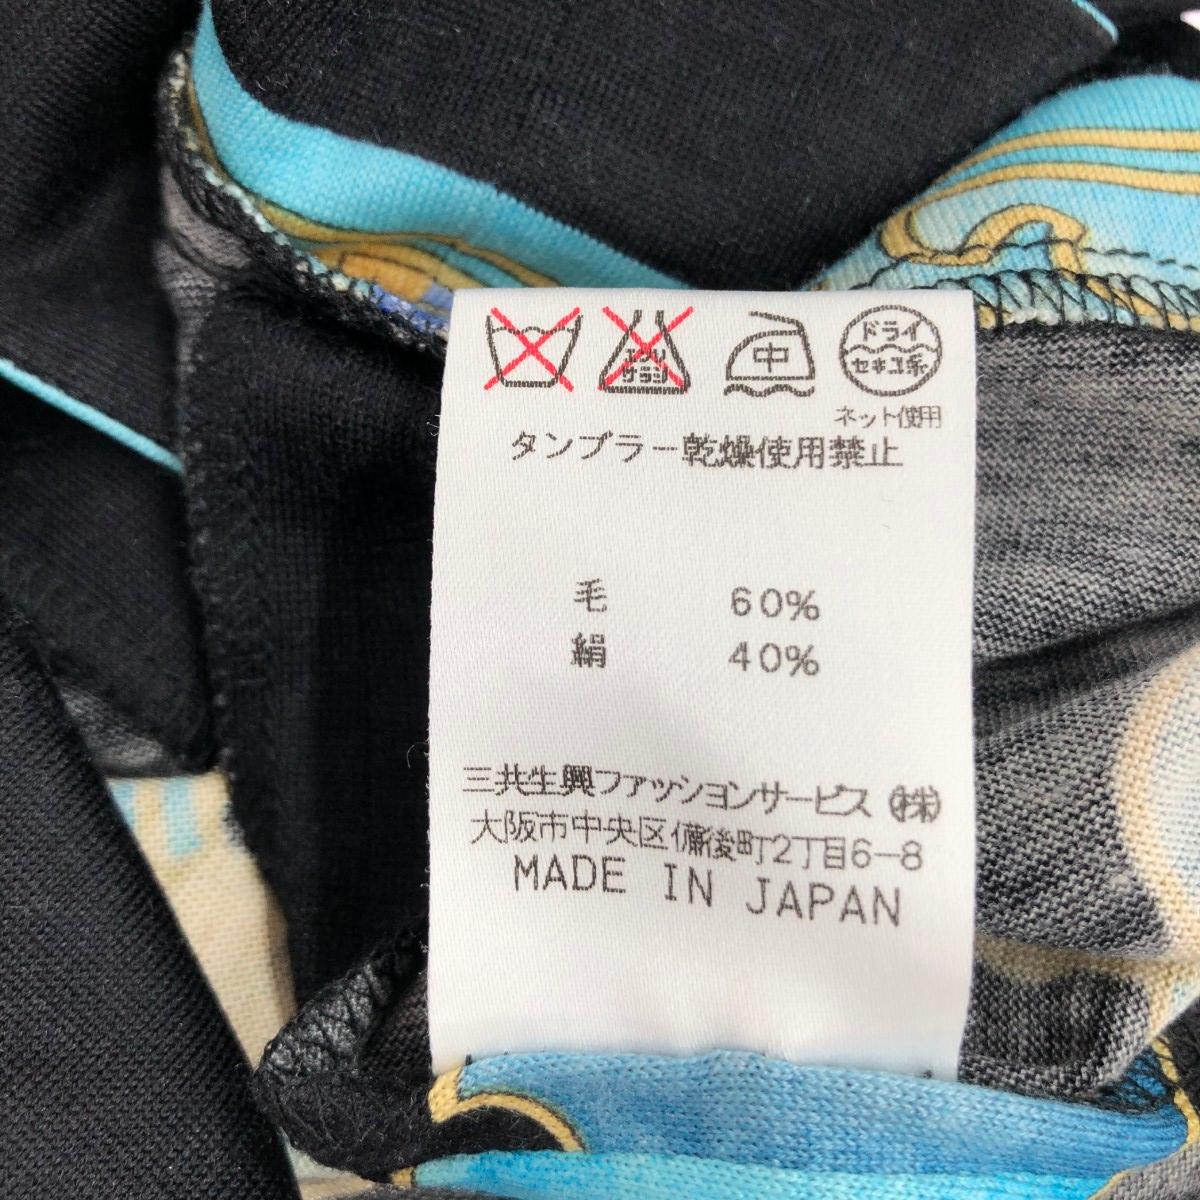 エンソ
サラシ
中
ドライ
セキユ系
ネット使用
タンブラー乾燥使用禁止
毛 60%
絹 40%
三共生興ファッションサービス(株)
大阪市中央区備後町2丁目6-8
MADE IN JAPAN